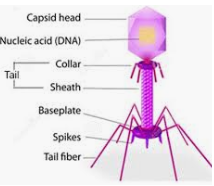 Capsid head
Nucleic acid (DNA)
Collar
Tail
Sheath
Baseplate
Spikes
Tail fiber